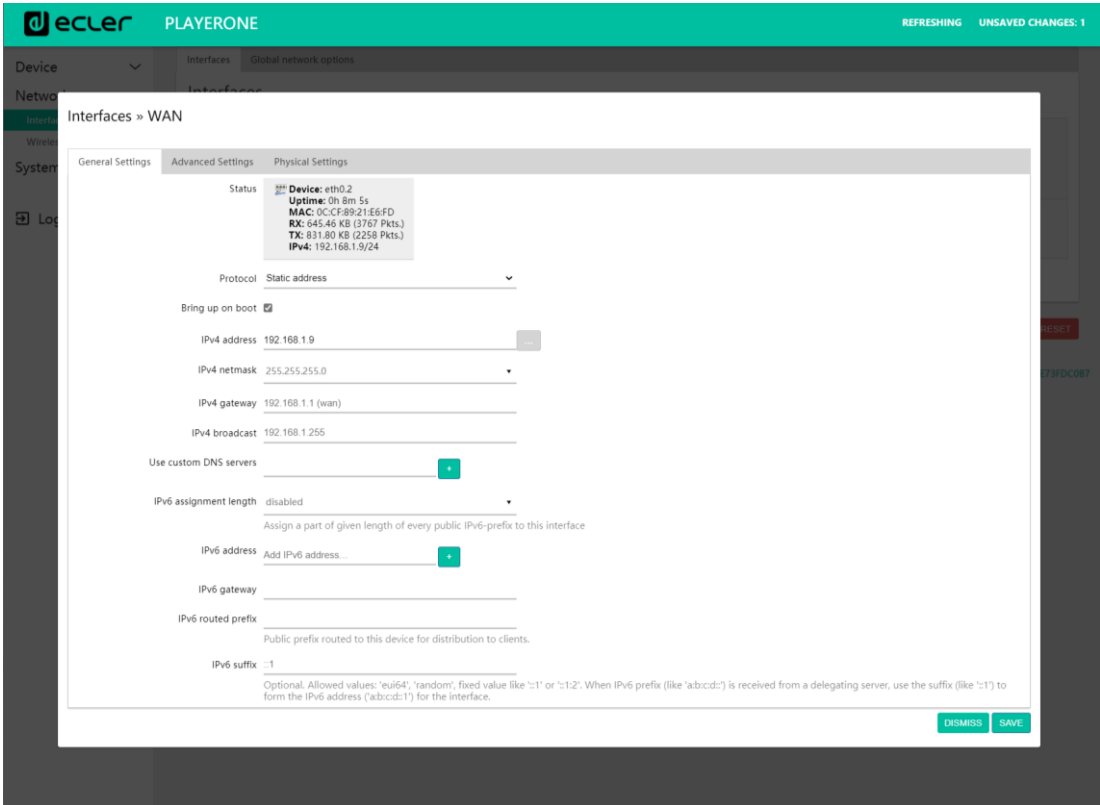 ecler PLAYERONE REFRESHING UNSAVED CHANGES: 1
Device
Interfaces Global network options
Interfaces
Interfaces » WAN
System
RESET
E73FDC0B7
General Settings Advanced Settings Physical Settings
Status
Device: eth0.2
Uptime: 0h 8m 5s
MAC: 0C:CF:89:21:E6:FD
RX: 645.46 KB (3767 Pkts.)
TX: 831.80 KB (2258 Pkts.)
IPv4: 192.168.1.9/24
Protocol Static address
Bring up on boot
IPv4 address 192.168.1.9 ...
IPv4 netmask 255.255.255.0
IPv4 gateway 192.168.1.1 (wan)
IPv4 broadcast 192.168.1.255
Use custom DNS servers +
IPv6 assignment length disabled
Assign a part of given length of every public IPv6-prefix to this interface
IPv6 address Add IPv6 address... +
IPv6 gateway
IPv6 routed prefix
Public prefix routed to this device for distribution to clients.
IPv6 suffix ::1
Optional. Allowed values: 'eui64', 'random', fixed value like '::1' or '::1:2'. When IPv6 prefix (like 'a:b:c:d::') is received from a delegating server, use the suffix (like '::1') to
form the IPv6 address ('a:b:c:d::1') for the interface.
DISMISS SAVE